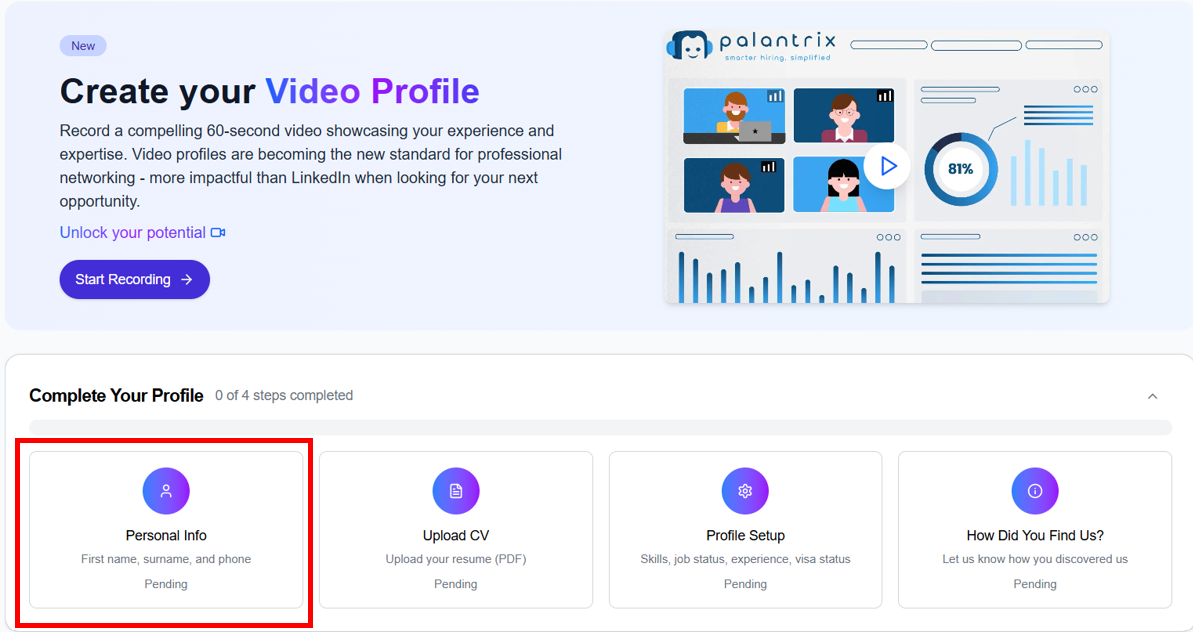 New
Create your Video Profile
Record a compelling 60-second video showcasing your experience and
expertise. Video profiles are becoming the new standard for professional
networking - more impactful than LinkedIn when looking for your next
opportunity.
Unlock your potential
Start Recording
palantrix
smarter hiring, simplified
81%
Complete Your Profile 0 of 4 steps completed
Personal Info
First name, surname, and phone
Pending
Upload CV
Upload your resume (PDF)
Pending
Profile Setup
Skills, job status, experience, visa status
Pending
How Did You Find Us?
Let us know how you discovered us
Pending